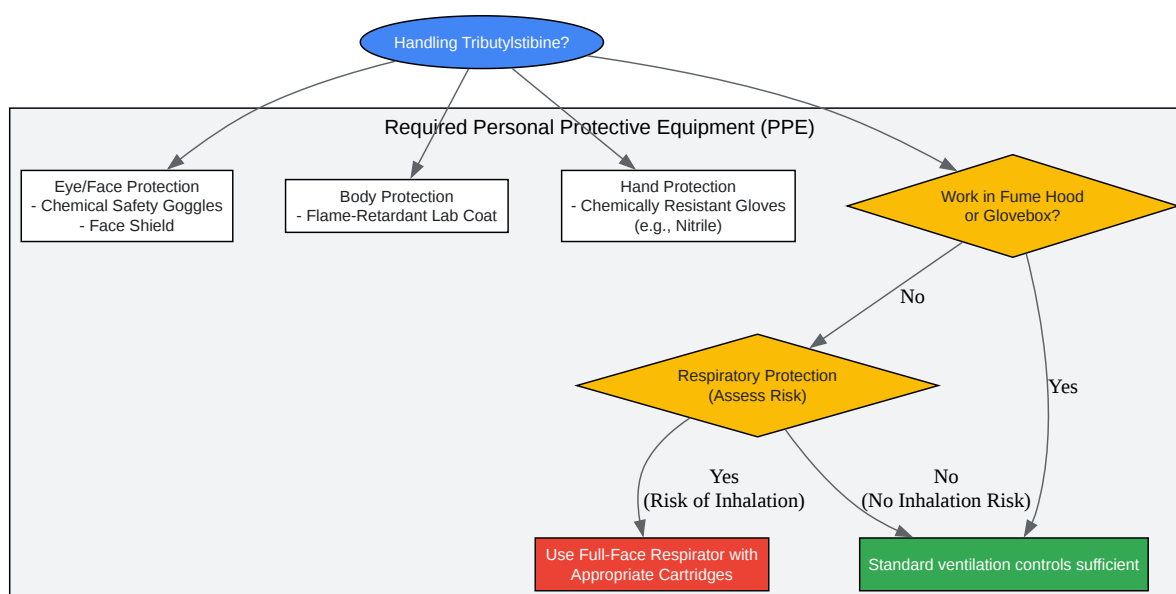 Handling Tributylstibine?
Required Personal Protective Equipment (PPE)
Eye/Face Protection
- Chemical Safety Goggles
- Face Shield
Body Protection
- Flame-Retardant Lab Coat
Hand Protection
- Chemically Resistant Gloves
(e.g., Nitrile)
Work in Fume Hood
or Glovebox?
No
Respiratory Protection
(Assess Risk)
Yes
Yes
(Risk of Inhalation)
No
(No Inhalation Risk)
Use Full-Face Respirator with
Appropriate Cartridges
Standard ventilation controls sufficient